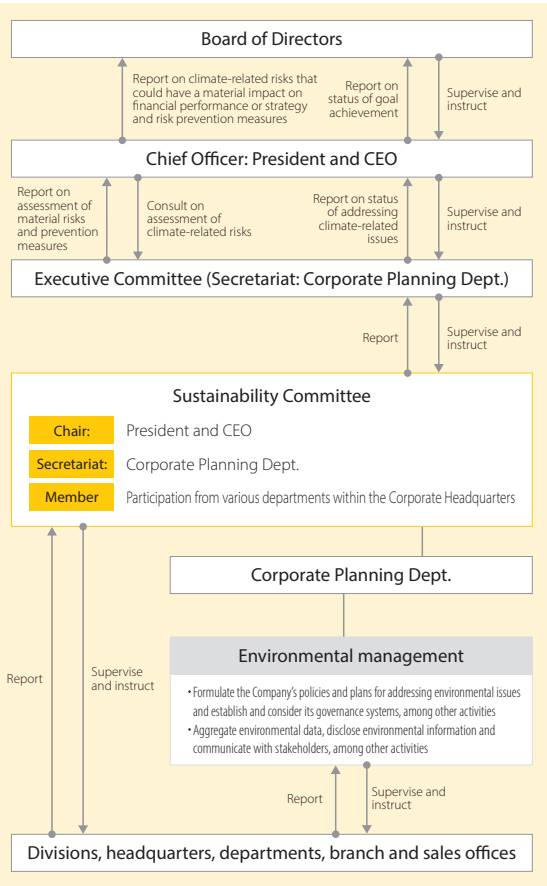 Board of Directors
Report on climate-related risks that
could have a material impact on
financial performance or strategy
and risk prevention measures
Report on
status of goal
achievement
Supervise and
instruct
Chief Officer: President and CEO
Report on
assessment of
material risks
and prevention
measures
Consult on
assessment of
climate-related risks
Report on status
of addressing
climate-related
issues
Supervise and
instruct
Executive Committee (Secretariat: Corporate Planning Dept.)
Report
Supervise and
instruct
Sustainability Committee
Chair: President and CEO
Secretariat: Corporate Planning Dept.
Member Participation from various departments within the Corporate Headquarters
Corporate Planning Dept.
Environmental management
• Formulate the Company's policies and plans for addressing environmental issues
and establish and consider its governance systems, among other activities
• Aggregate environmental data, disclose environmental information and
communicate with stakeholders, among other activities
Report
Supervise
and instruct
Report
Supervise and
instruct
Divisions, headquarters, departments, branch and sales offices